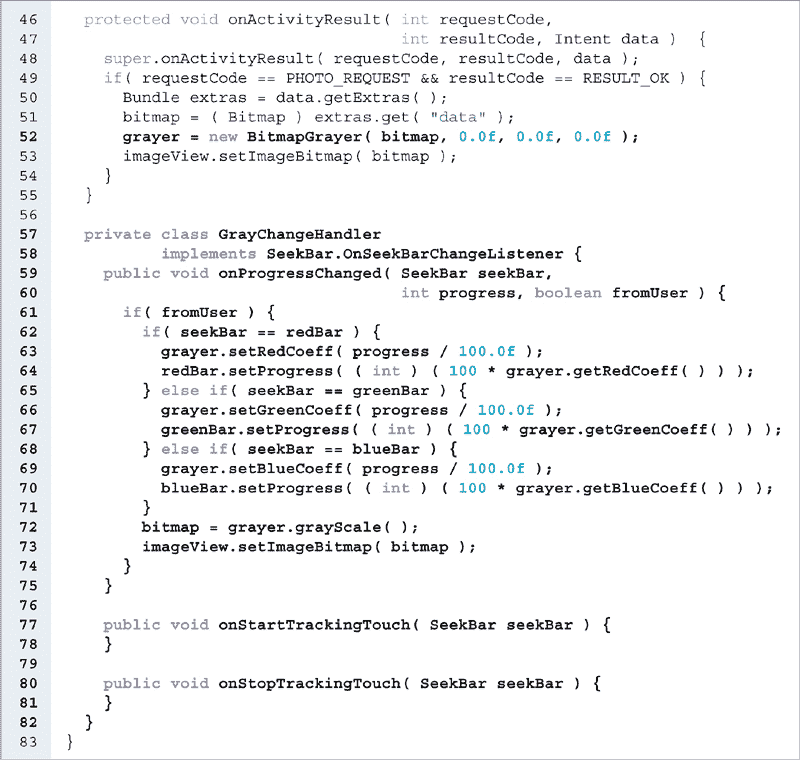 46 protected void onActivityResult( int requestCode,
47 int resultCode, Intent data ) {
48 super.onActivityResult( requestCode, resultCode, data );
49 if( requestCode == PHOTO_REQUEST && resultCode == RESULT_OK ) {
50 Bundle extras = data.getExtras( );
51 bitmap = ( Bitmap ) extras.get( "data" );
52 grayer = new BitmapGrayer( bitmap, 0.0f, 0.0f, 0.0f );
53 imageView.setImageBitmap( bitmap );
54 }
55 }
56
57 private class GrayChangeHandler
58 implements SeekBar.OnSeekBarChangeListener {
59 public void onProgressChanged( SeekBar seekBar,
60 int progress, boolean fromUser ) {
61 if( fromUser ) {
62 if( seekBar == redBar ) {
63 grayer.setRedCoeff( progress / 100.0f );
64 redBar.setProgress( ( int ) ( 100 * grayer.getRedCoeff( ) ) );
65 } else if( seekBar == greenBar ) {
66 grayer.setGreenCoeff( progress / 100.0f );
67 greenBar.setProgress( ( int ) ( 100 * grayer.getGreenCoeff( ) ) );
68 } else if( seekBar == blueBar ) {
69 grayer.setBlueCoeff( progress / 100.0f );
70 blueBar.setProgress( ( int ) ( 100 * grayer.getBlueCoeff( ) ) );
71 }
72 bitmap = grayer.grayScale( );
73 imageView.setImageBitmap( bitmap );
74 }
75 }
76
77 public void onStartTrackingTouch( SeekBar seekBar ) {
78 }
79
80 public void onStopTrackingTouch( SeekBar seekBar ) {
81 }
82 }
83 }